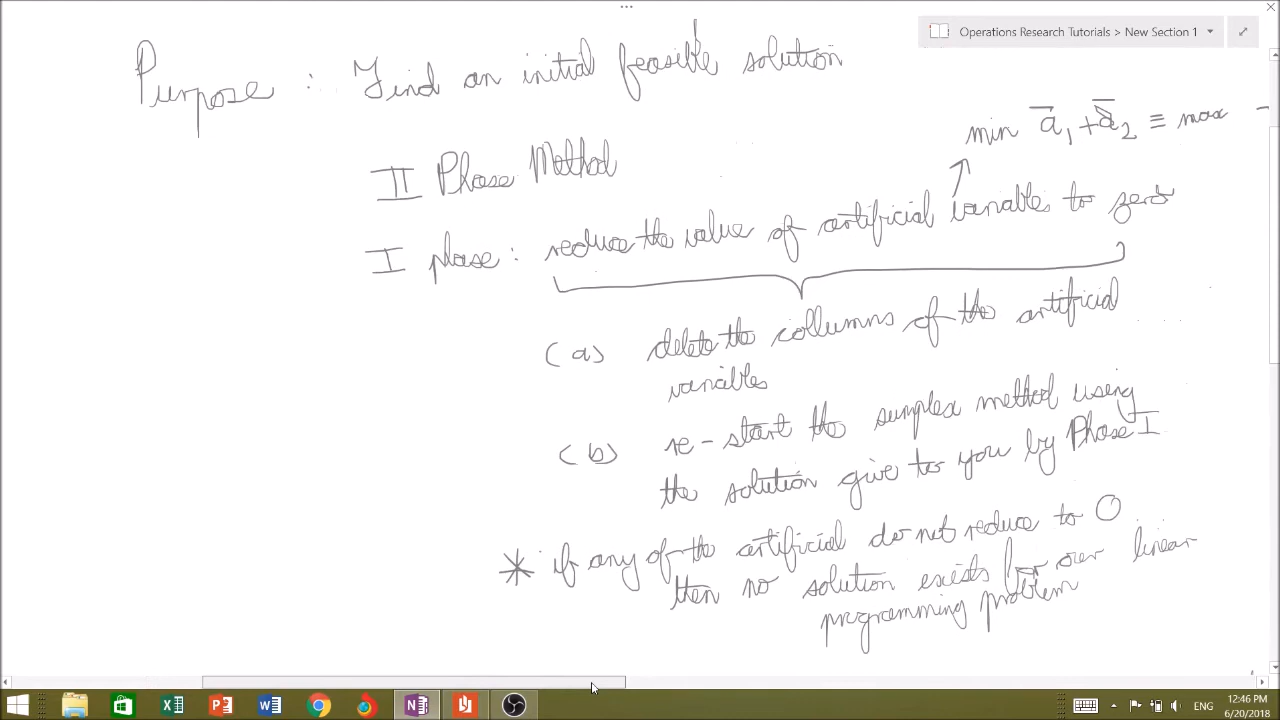 Operations Research Tutorials > New Section 1
Purpose : Find an initial feasible solution
min a̅₁ + a̅₂ ≡ max -
II Phase Method
I phase : reduce the value of artificial variables to zero
(a) delete the collumns of the artificial
variables
(b) re-start the simplex method using
the solution give to you by Phase I
* if any of the artificial do not reduce to 0
then no solution exists for our linear
programming problem
ENG
12:46 PM
6/20/2018